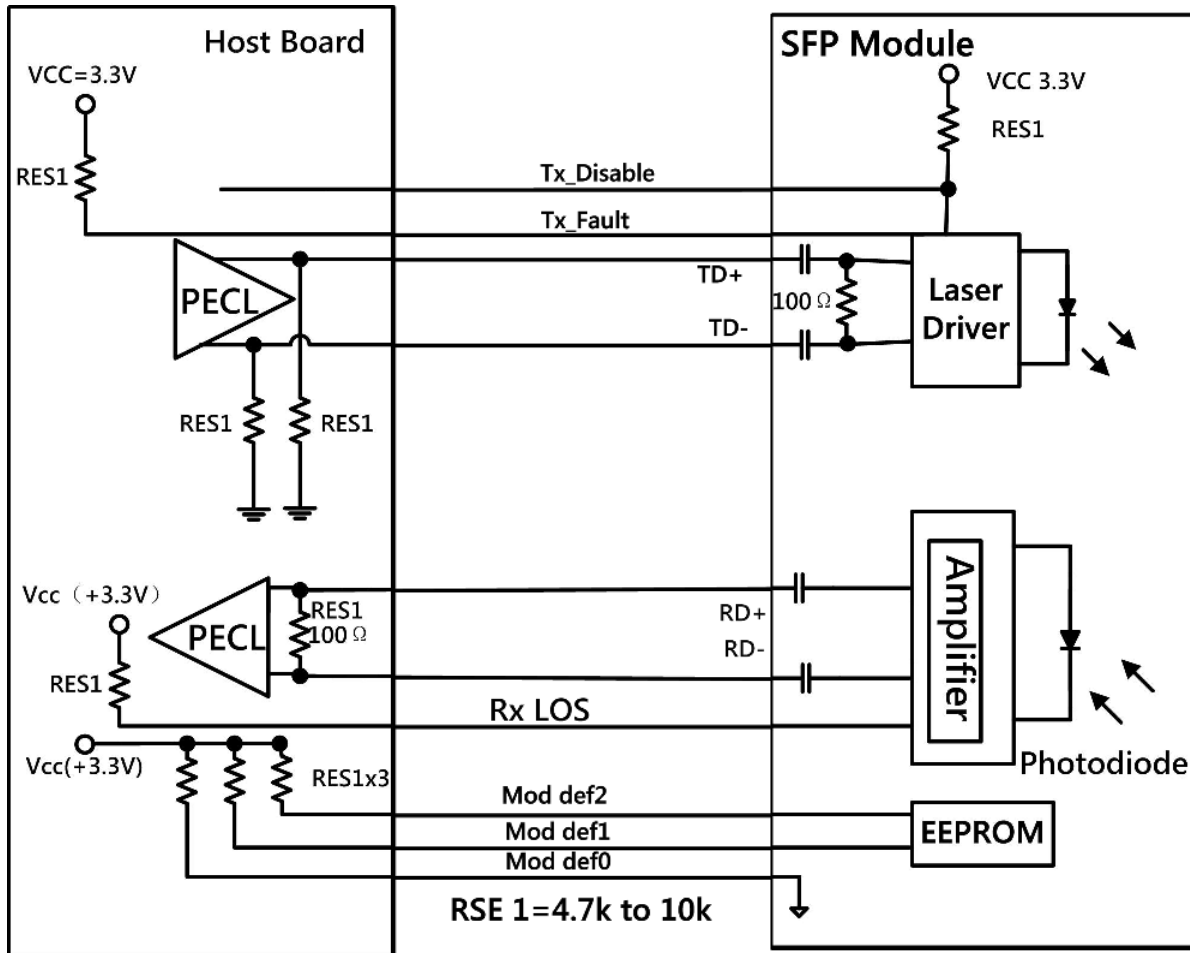 Host Board
SFP Module
VCC=3.3V
VCC 3.3V
RES1
RES1
Tx_Disable
Tx_Fault
PECL
TD+
100Ω
TD-
Laser
Driver
RES1
RES1
Vcc（+3.3V）
PECL
RES1
100Ω
RD+
RD-
Amplifier
RES1
Rx LOS
Vcc(+3.3V)
RES1x3
Photodiode
Mod def2
Mod def1
Mod def0
EEPROM
RSE 1=4.7k to 10k